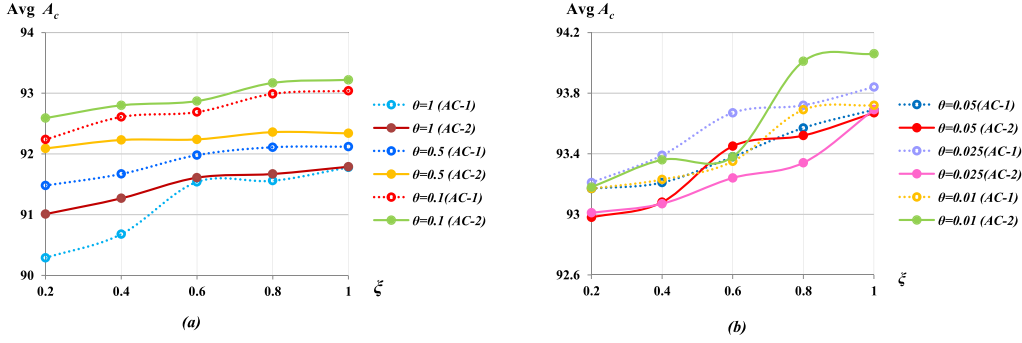 Avg A_c
94
93
92
91
90
0.2 0.4 0.6 0.8 1
ξ
θ=1 (AC-1)
θ=1 (AC-2)
θ=0.5 (AC-1)
θ=0.5 (AC-2)
θ=0.1(AC-1)
θ=0.1 (AC-2)
(a)
Avg A_c
94.2
93.8
93.4
93
92.6
0.2 0.4 0.6 0.8 1
ξ
θ=0.05(AC-1)
θ=0.05 (AC-2)
θ=0.025(AC-1)
θ=0.025(AC-2)
θ=0.01 (AC-1)
θ=0.01 (AC-2)
(b)